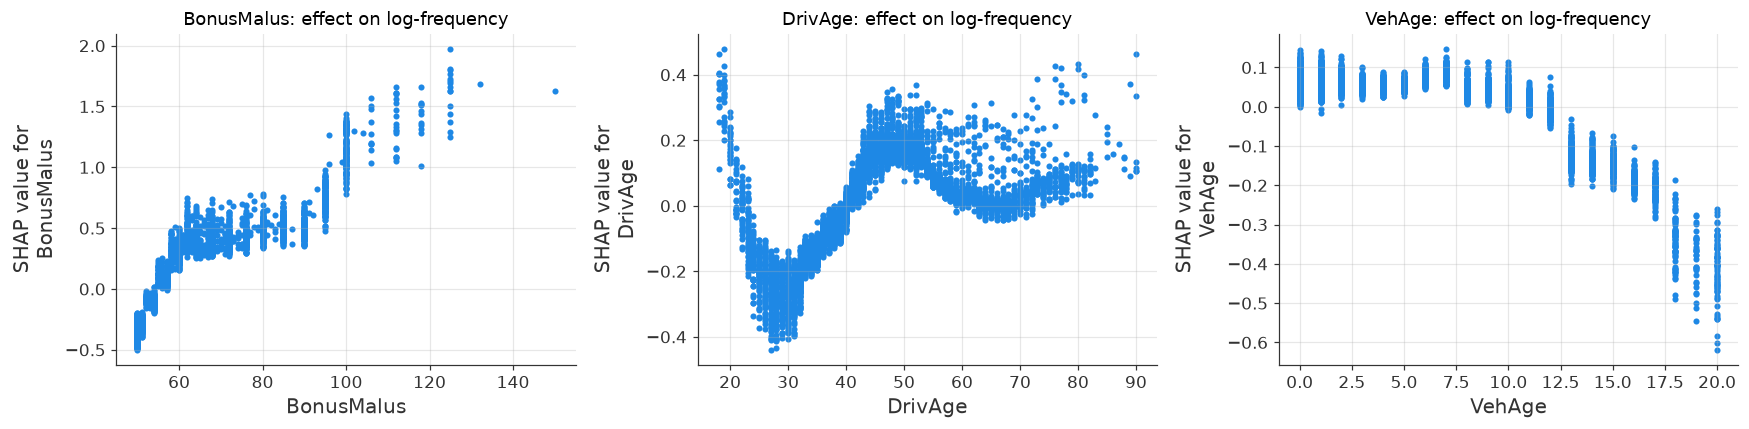 BonusMalus: effect on log-frequency
SHAP value for
BonusMalus
2.0
1.5
1.0
0.5
0.0
−0.5
60 80 100 120 140
BonusMalus
DrivAge: effect on log-frequency
SHAP value for
DrivAge
0.4
0.2
0.0
−0.2
−0.4
20 30 40 50 60 70 80 90
DrivAge
VehAge: effect on log-frequency
SHAP value for
VehAge
0.1
0.0
−0.1
−0.2
−0.3
−0.4
−0.5
−0.6
0.0 2.5 5.0 7.5 10.0 12.5 15.0 17.5 20.0
VehAge